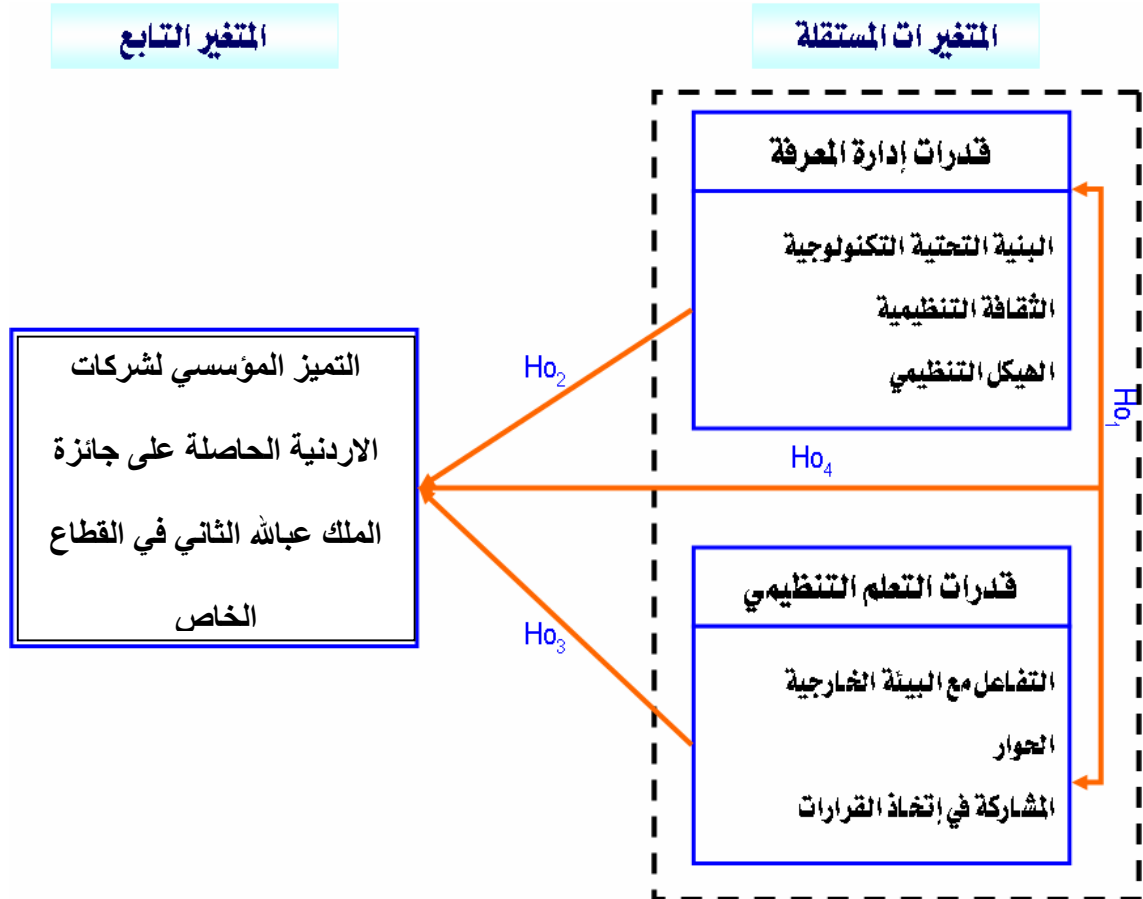 المتغيرات المستقلة
المتغير التابع
قدرات إدارة المعرفة
البنية التحتية التكنولوجية
الثقافة التنظيمية
الهيكل التنظيمي
Ho1
Ho2
Ho4
Ho3
التميز المؤسسي لشركات
الاردنية الحاصلة على جائزة
الملك عبالله الثاني في القطاع
الخاص
قدرات التعلم التنظيمي
التفاعل مع البيئة الخارجية
الحوار
المشاركة في إتخاذ القرارات